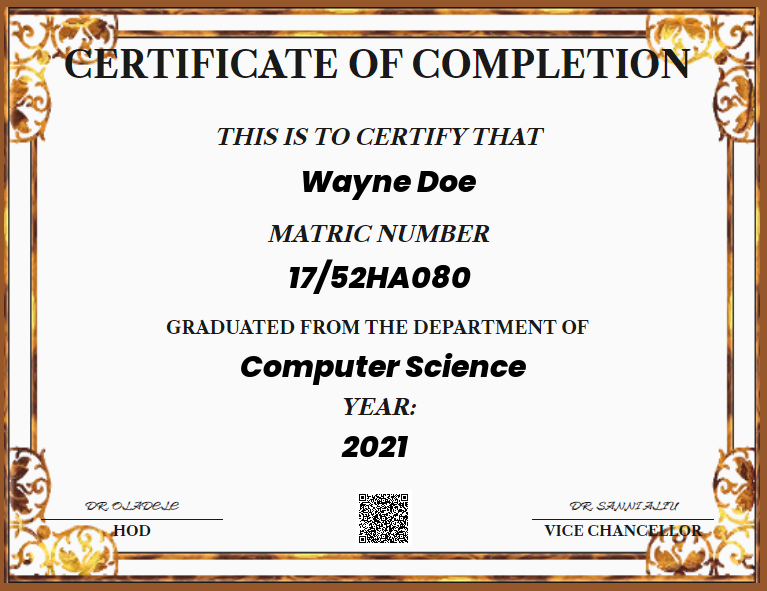 CERTIFICATE OF COMPLETION
THIS IS TO CERTIFY THAT
Wayne Doe
MATRIC NUMBER
17/52HA080
GRADUATED FROM THE DEPARTMENT OF
Computer Science
YEAR:
2021
DR. OLADELE
DR. SANNI ALIU
HOD
VICE CHANCELLOR